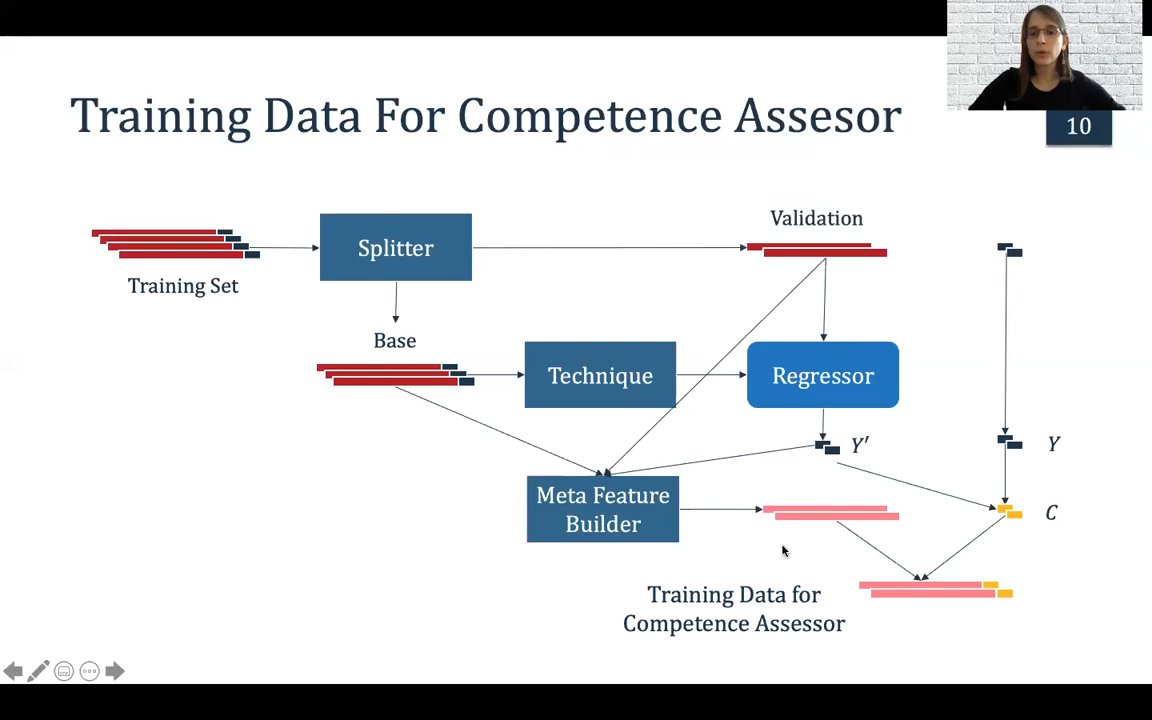 Training Data For Competence Assesor
10
Validation
Splitter
Training Set
Base
Technique
Regressor
Y′
Y
Meta Feature
Builder
C
Training Data for
Competence Assessor